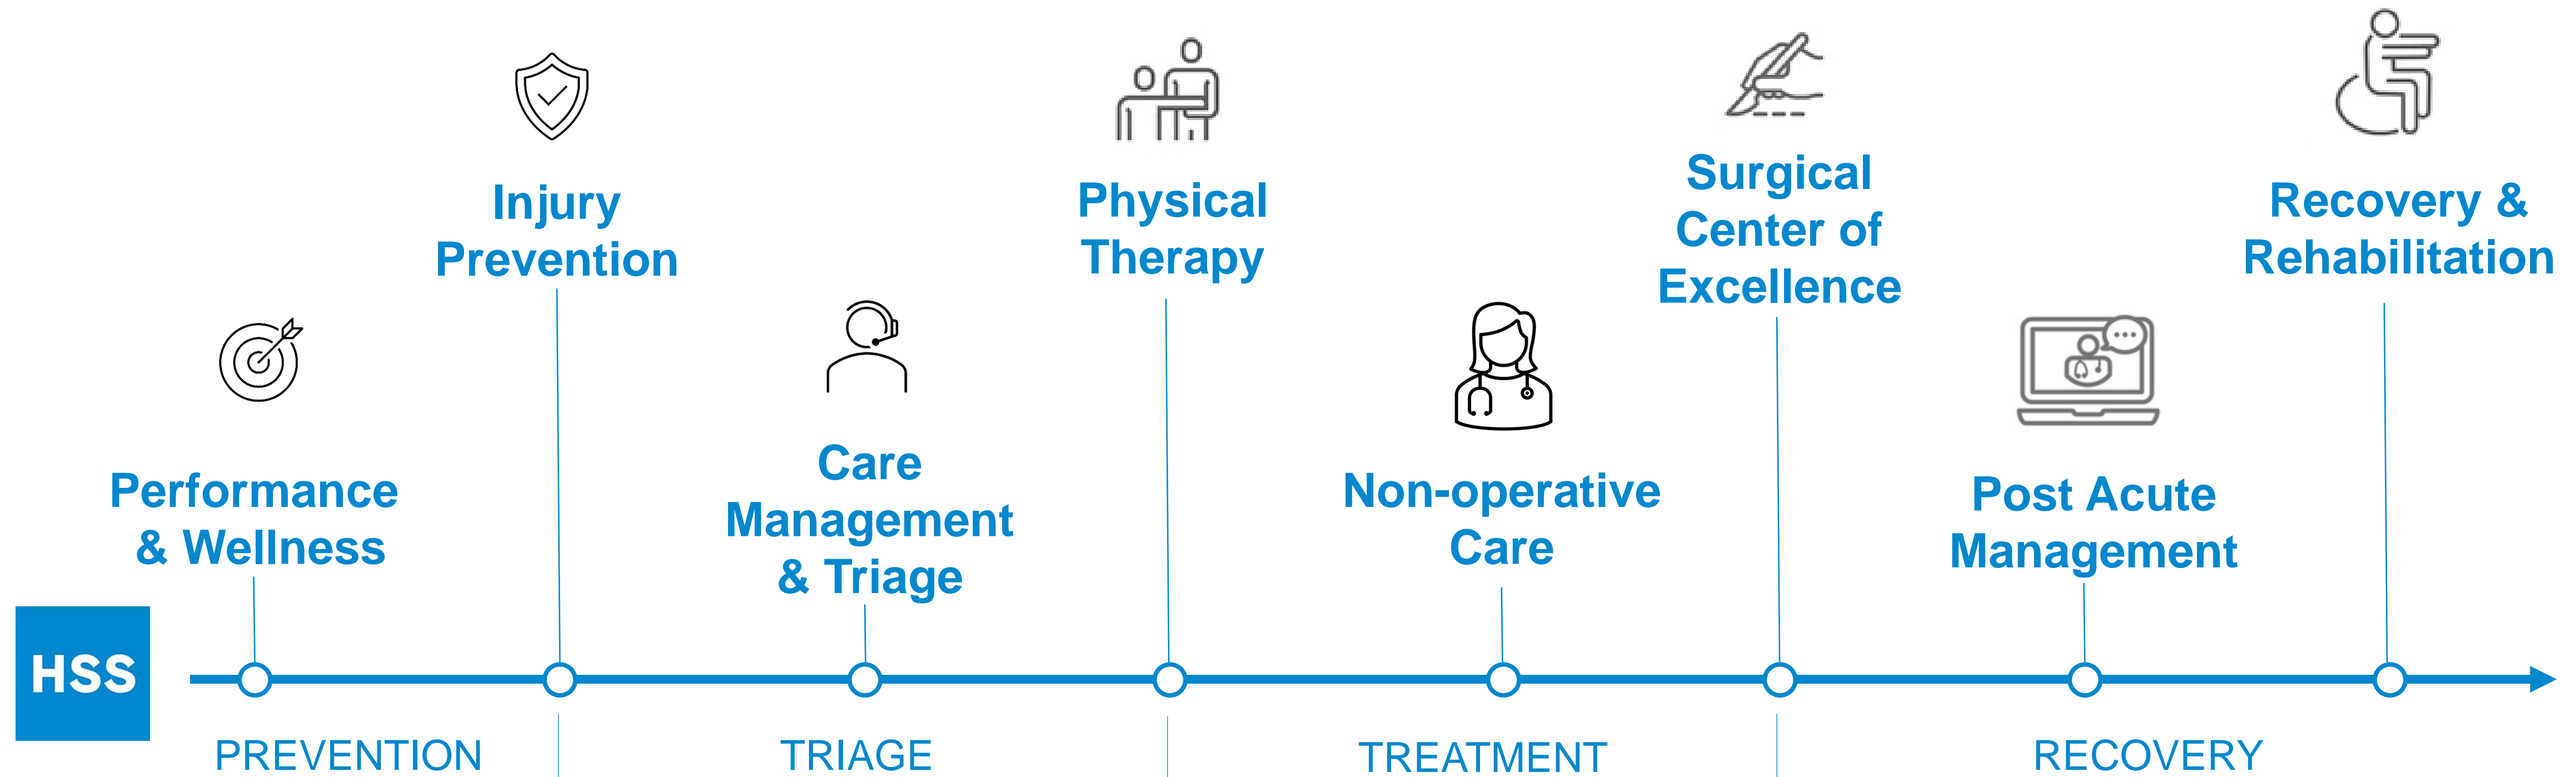 Injury
Prevention
Physical
Therapy
Surgical
Center of
Excellence
Recovery &
Rehabilitation
Performance
& Wellness
Care
Management
& Triage
Non-operative
Care
Post Acute
Management
HSS
PREVENTION
TRIAGE
TREATMENT
RECOVERY